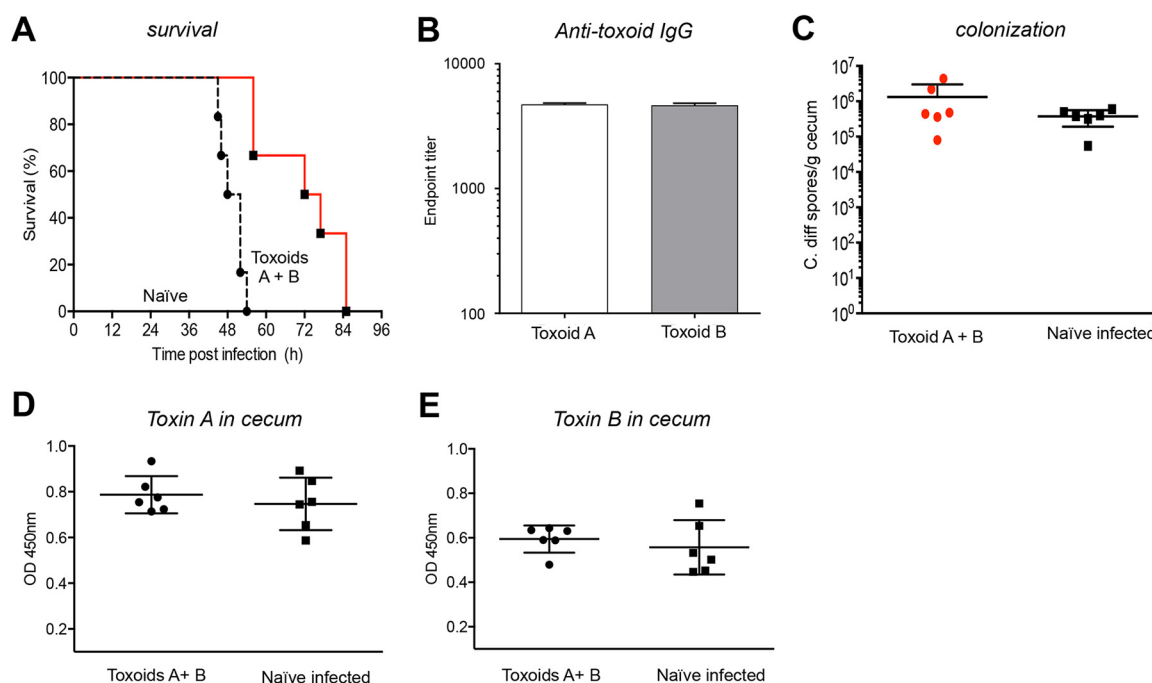 A
survival
Survival (%)
100
80
60
40
20
0
Naïve
Toxoids
A + B
0 12 24 36 48 60 72 84 96
Time post infection (h)
B
Anti-toxoid IgG
Endpoint titer
10000
1000
100
Toxoid A Toxoid B
C
colonization
C. diff spores/g cecum
10⁷
10⁶
10⁵
10⁴
10³
10²
10¹
10⁰
Toxoid A + B Naïve infected
D
Toxin A in cecum
OD 450nm
1.0
0.8
0.6
0.4
0.2
Toxoids A+ B Naïve infected
E
Toxin B in cecum
OD 450nm
1.0
0.8
0.6
0.4
0.2
Toxoids A+ B Naïve infected